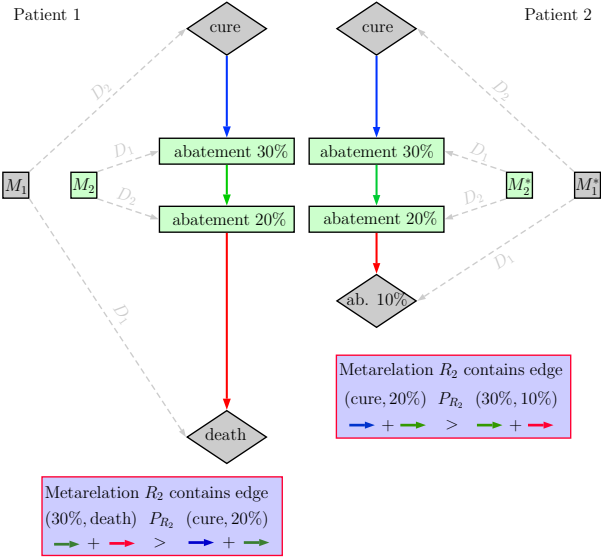 Patient 1
Patient 2
cure
cure
D₂
D₂
D₁
D₁
abatement 30%
abatement 30%
M₁
M₂
M₂*
M₁*
D₂
D₂
abatement 20%
abatement 20%
D₁
D₁
ab. 10%
Metarelation R₂ contains edge
(cure, 20%) P_R₂ (30%, 10%)
+ > +
death
Metarelation R₂ contains edge
(30%, death) P_R₂ (cure, 20%)
+ > +